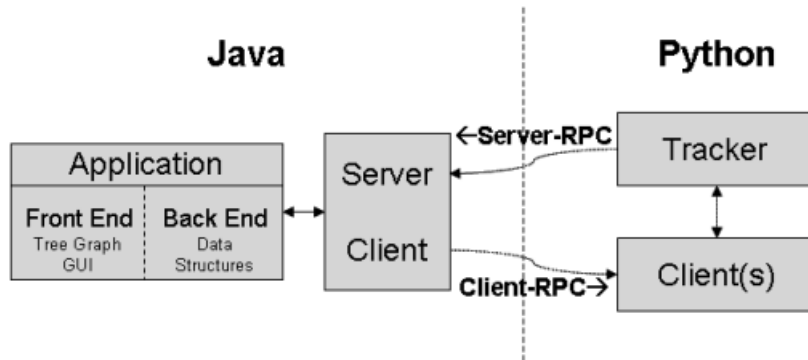 Java
Python
Application
Front End
Tree Graph
GUI
Back End
Data
Structures
Server
Client
←Server-RPC
Client-RPC→
Tracker
Client(s)